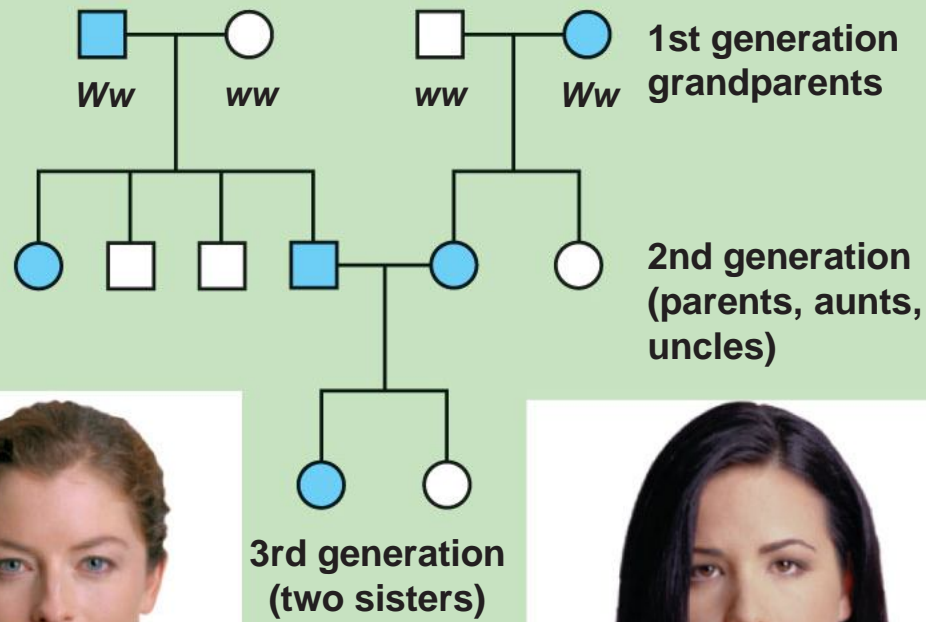 Ww ww ww Ww
1st generation
grandparents
2nd generation
(parents, aunts,
uncles)
3rd generation
(two sisters)